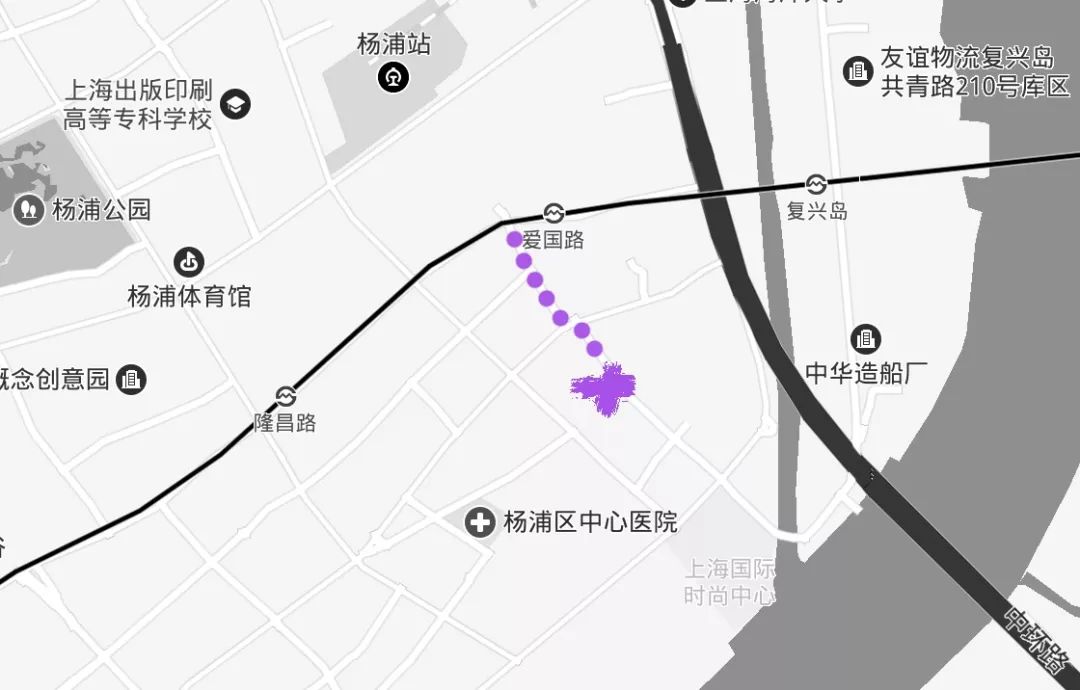 杨浦站
上海出版印刷
高等专科学校
友谊物流复兴岛
共青路210号库区
杨浦公园
复兴岛
爱国路
杨浦体育馆
中华造船厂
概念创意园
隆昌路
杨浦区中心医院
上海国际
时尚中心
中环路